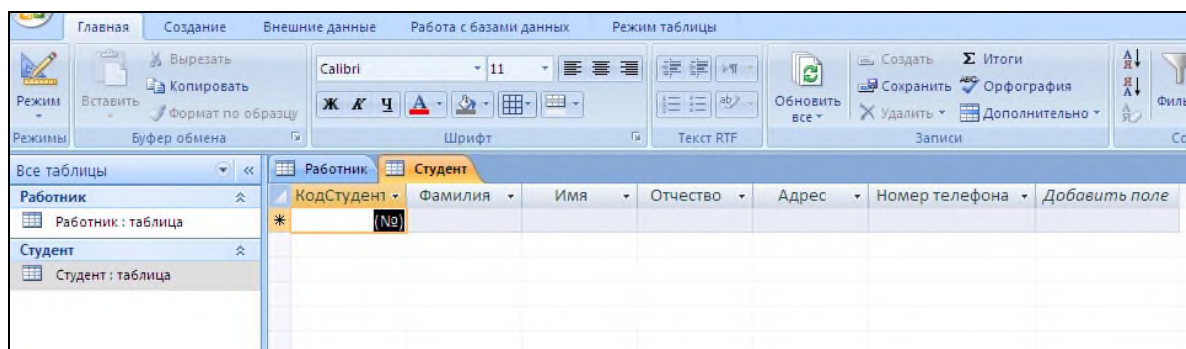 Главная Создание Внешние данные Работа с базами данных Режим таблицы
Режим
Вставить
Вырезать
Копировать
Формат по образцу
Calibri 11
Ж К Ч
А
ab
Обновить все
Создать
Сохранить
Удалить
Σ Итоги
Орфография
Дополнительно
А Я
Я А
Режимы Буфер обмена Шрифт Текст RTF Записи
Все таблицы
Работник
Работник : таблица
Студент
Студент : таблица
Работник Студент
КодСтудент Фамилия Имя Отчество Адрес Номер телефона Добавить поле
* (№)